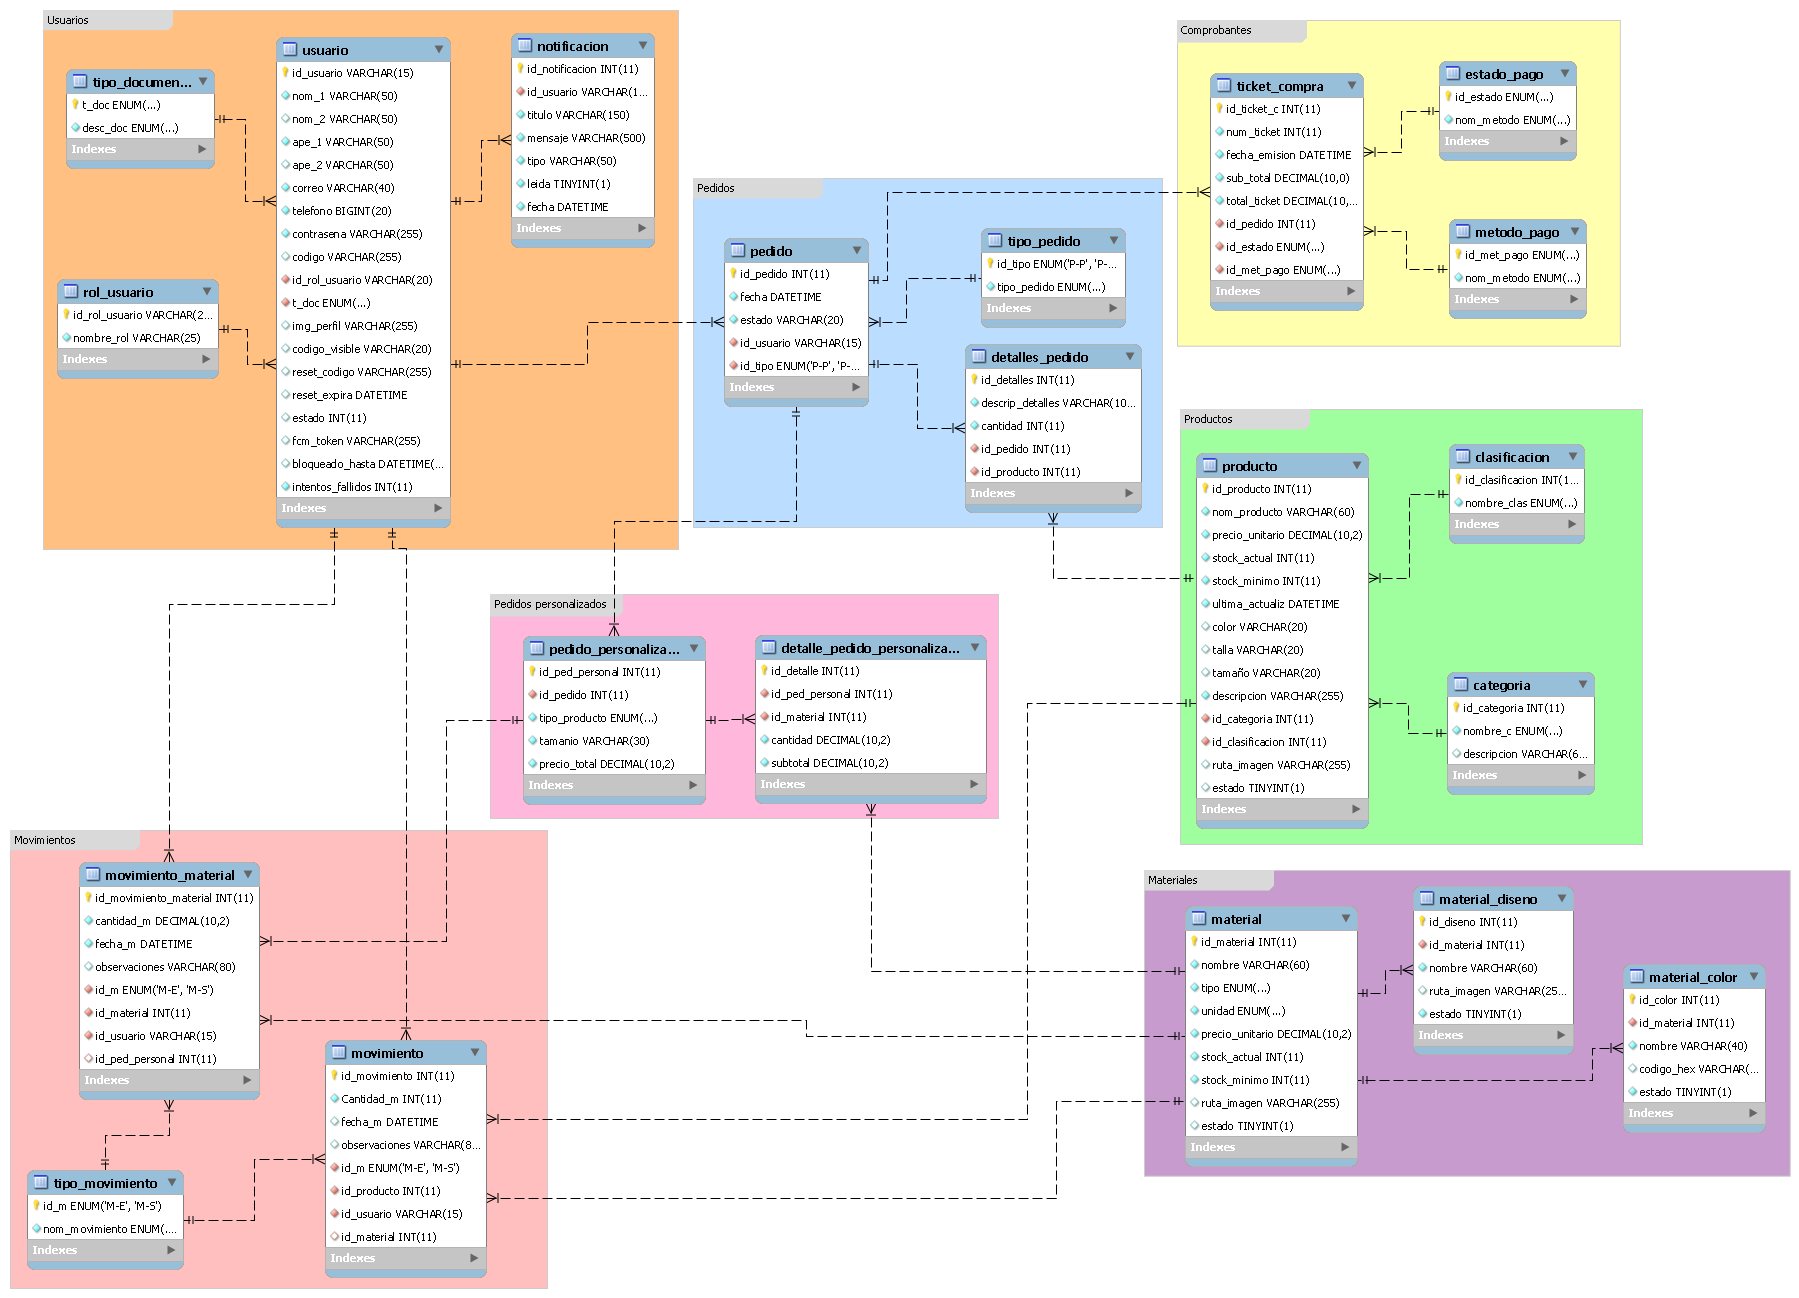 Usuarios
tipo_documen...
t_doc ENUM(...)
desc_doc ENUM(...)
Indexes
rol_usuario
id_rol_usuario VARCHAR(2...
nombre_rol VARCHAR(25)
Indexes
usuario
id_usuario VARCHAR(15)
nom_1 VARCHAR(50)
nom_2 VARCHAR(50)
ape_1 VARCHAR(50)
ape_2 VARCHAR(50)
correo VARCHAR(40)
telefono BIGINT(20)
contrasena VARCHAR(255)
codigo VARCHAR(255)
id_rol_usuario VARCHAR(20)
t_doc ENUM(...)
img_perfil VARCHAR(255)
codigo_visible VARCHAR(20)
reset_codigo VARCHAR(255)
reset_expira DATETIME
estado INT(11)
fcm_token VARCHAR(255)
bloqueado_hasta DATETIME(...
intentos_fallidos INT(11)
Indexes
notificacion
id_notificacion INT(11)
id_usuario VARCHAR(1...
titulo VARCHAR(150)
mensaje VARCHAR(500)
tipo VARCHAR(50)
leida TINYINT(1)
fecha DATETIME
Indexes
Pedidos
pedido
id_pedido INT(11)
fecha DATETIME
estado VARCHAR(20)
id_usuario VARCHAR(15)
id_tipo ENUM('P-P', 'P-...
Indexes
tipo_pedido
id_tipo ENUM('P-P', 'P-...
tipo_pedido ENUM(...)
Indexes
detalles_pedido
id_detalles INT(11)
descrip_detalles VARCHAR(10...
cantidad INT(11)
id_pedido INT(11)
id_producto INT(11)
Indexes
Comprobantes
ticket_compra
id_ticket_c INT(11)
num_ticket INT(11)
fecha_emision DATETIME
sub_total DECIMAL(10,0)
total_ticket DECIMAL(10,...
id_pedido INT(11)
id_estado ENUM(...)
id_met_pago ENUM(...)
Indexes
estado_pago
id_estado ENUM(...)
nom_metodo ENUM(...)
Indexes
metodo_pago
id_met_pago ENUM(...)
nom_metodo ENUM(...)
Indexes
Productos
producto
id_producto INT(11)
nom_producto VARCHAR(60)
precio_unitario DECIMAL(10,2)
stock_actual INT(11)
stock_minimo INT(11)
ultima_actualiz DATETIME
color VARCHAR(20)
talla VARCHAR(20)
tamaño VARCHAR(20)
descripcion VARCHAR(255)
id_categoria INT(11)
id_clasificacion INT(11)
ruta_imagen VARCHAR(255)
estado TINYINT(1)
Indexes
clasificacion
id_clasificacion INT(1...
nombre_clas ENUM(...)
Indexes
categoria
id_categoria INT(11)
nombre_c ENUM(...)
descripcion VARCHAR(6...
Indexes
Pedidos personalizados
pedido_personaliza...
id_ped_personal INT(11)
id_pedido INT(11)
tipo_producto ENUM(...)
tamanio VARCHAR(30)
precio_total DECIMAL(10,2)
Indexes
detalle_pedido_personaliza...
id_detalle INT(11)
id_ped_personal INT(11)
id_material INT(11)
cantidad DECIMAL(10,2)
subtotal DECIMAL(10,2)
Indexes
Movimientos
movimiento_material
id_movimiento_material INT(11)
cantidad_m DECIMAL(10,2)
fecha_m DATETIME
observaciones VARCHAR(80)
id_m ENUM('M-E', 'M-S')
id_material INT(11)
id_usuario VARCHAR(15)
id_ped_personal INT(11)
Indexes
tipo_movimiento
id_m ENUM('M-E', 'M-S')
nom_movimiento ENUM(....
Indexes
movimiento
id_movimiento INT(11)
Cantidad_m INT(11)
fecha_m DATETIME
observaciones VARCHAR(8...
id_m ENUM('M-E', 'M-S')
id_producto INT(11)
id_usuario VARCHAR(15)
id_material INT(11)
Indexes
Materiales
material
id_material INT(11)
nombre VARCHAR(60)
tipo ENUM(...)
unidad ENUM(...)
precio_unitario DECIMAL(10,2)
stock_actual INT(11)
stock_minimo INT(11)
ruta_imagen VARCHAR(255)
estado TINYINT(1)
Indexes
material_diseno
id_diseno INT(11)
id_material INT(11)
nombre VARCHAR(60)
ruta_imagen VARCHAR(25...
estado TINYINT(1)
Indexes
material_color
id_color INT(11)
id_material INT(11)
nombre VARCHAR(40)
codigo_hex VARCHAR(...
estado TINYINT(1)
Indexes